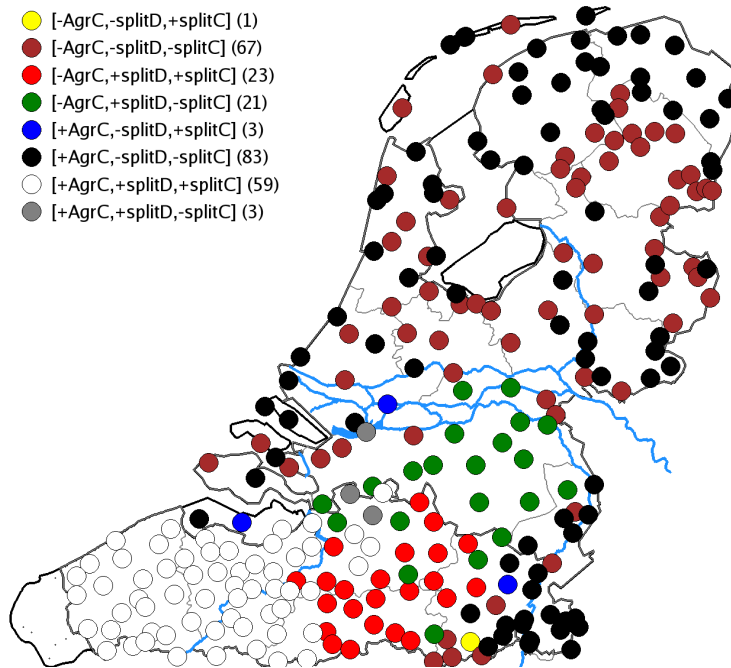 [-AgrC,-splitD,+splitC] (1)
[-AgrC,-splitD,-splitC] (67)
[-AgrC,+splitD,+splitC] (23)
[-AgrC,+splitD,-splitC] (21)
[+AgrC,-splitD,+splitC] (3)
[+AgrC,-splitD,-splitC] (83)
[+AgrC,+splitD,+splitC] (59)
[+AgrC,+splitD,-splitC] (3)